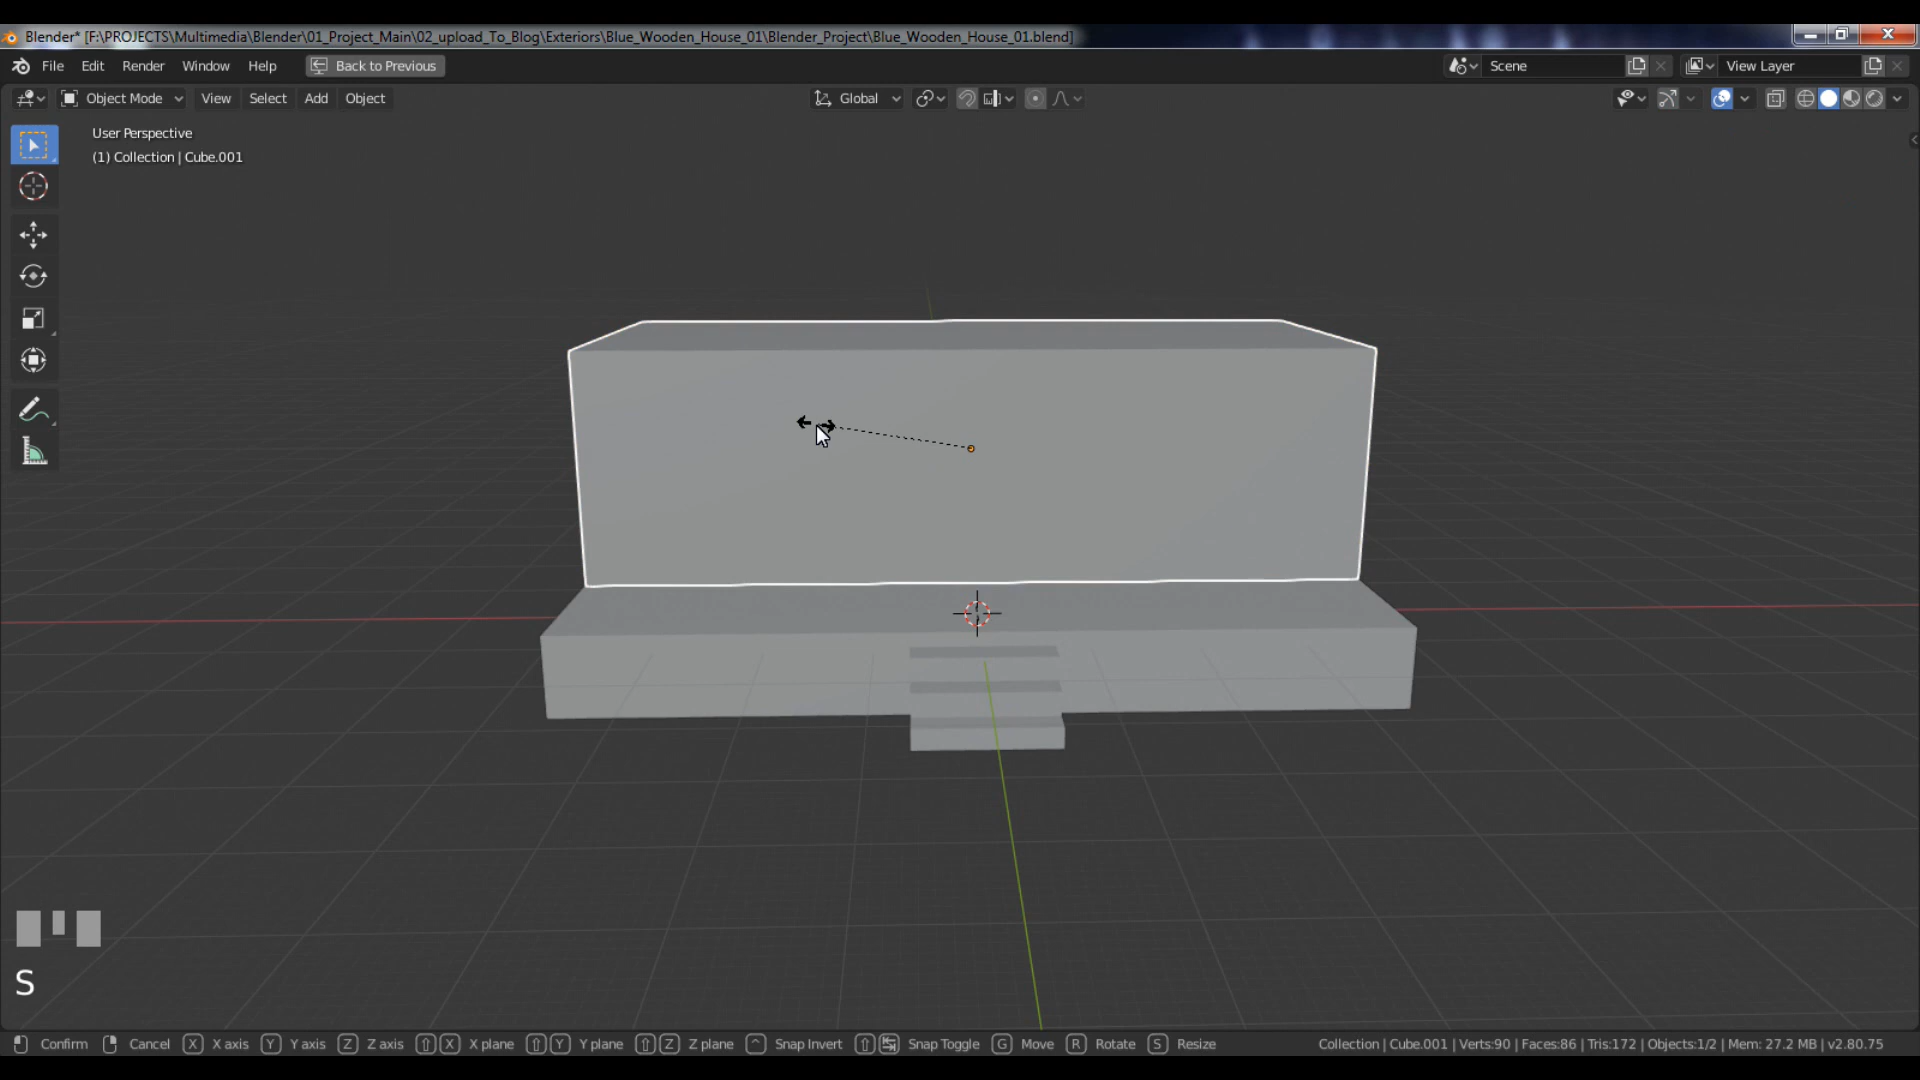 Blender* [F:\PROJECTS\Multimedia\Blender\01_Project_Main\02_upload_To_Blog\Exteriors\Blue_Wooden_House_01\Blender_Project\Blue_Wooden_House_01.blend]
File Edit Render Window Help Back to Previous Scene View Layer
Object Mode View Select Add Object Global
User Perspective
(1) Collection | Cube.001
S
Confirm Cancel X X axis Y Y axis Z Z axis X X plane Y Y plane Z Z plane ^ Snap Invert Snap Toggle G Move R Rotate S Resize Collection | Cube.001 | Verts:90 | Faces:86 | Tris:172 | Objects:1/2 | Mem: 27.2 MB | v2.80.75